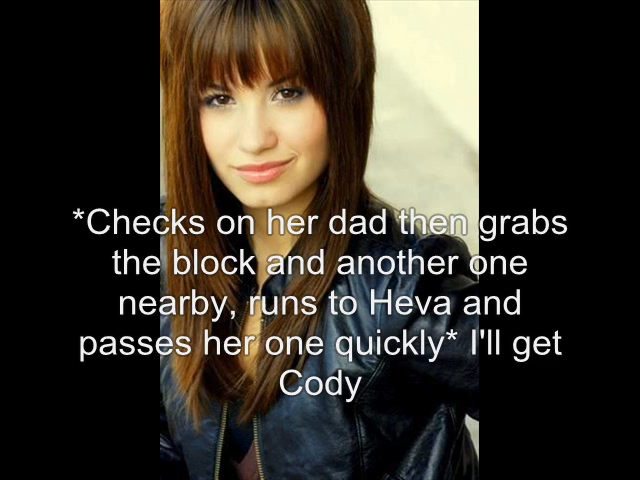 *Checks on her dad then grabs
the block and another one
nearby, runs to Heva and
passes her one quickly* I'll get
Cody